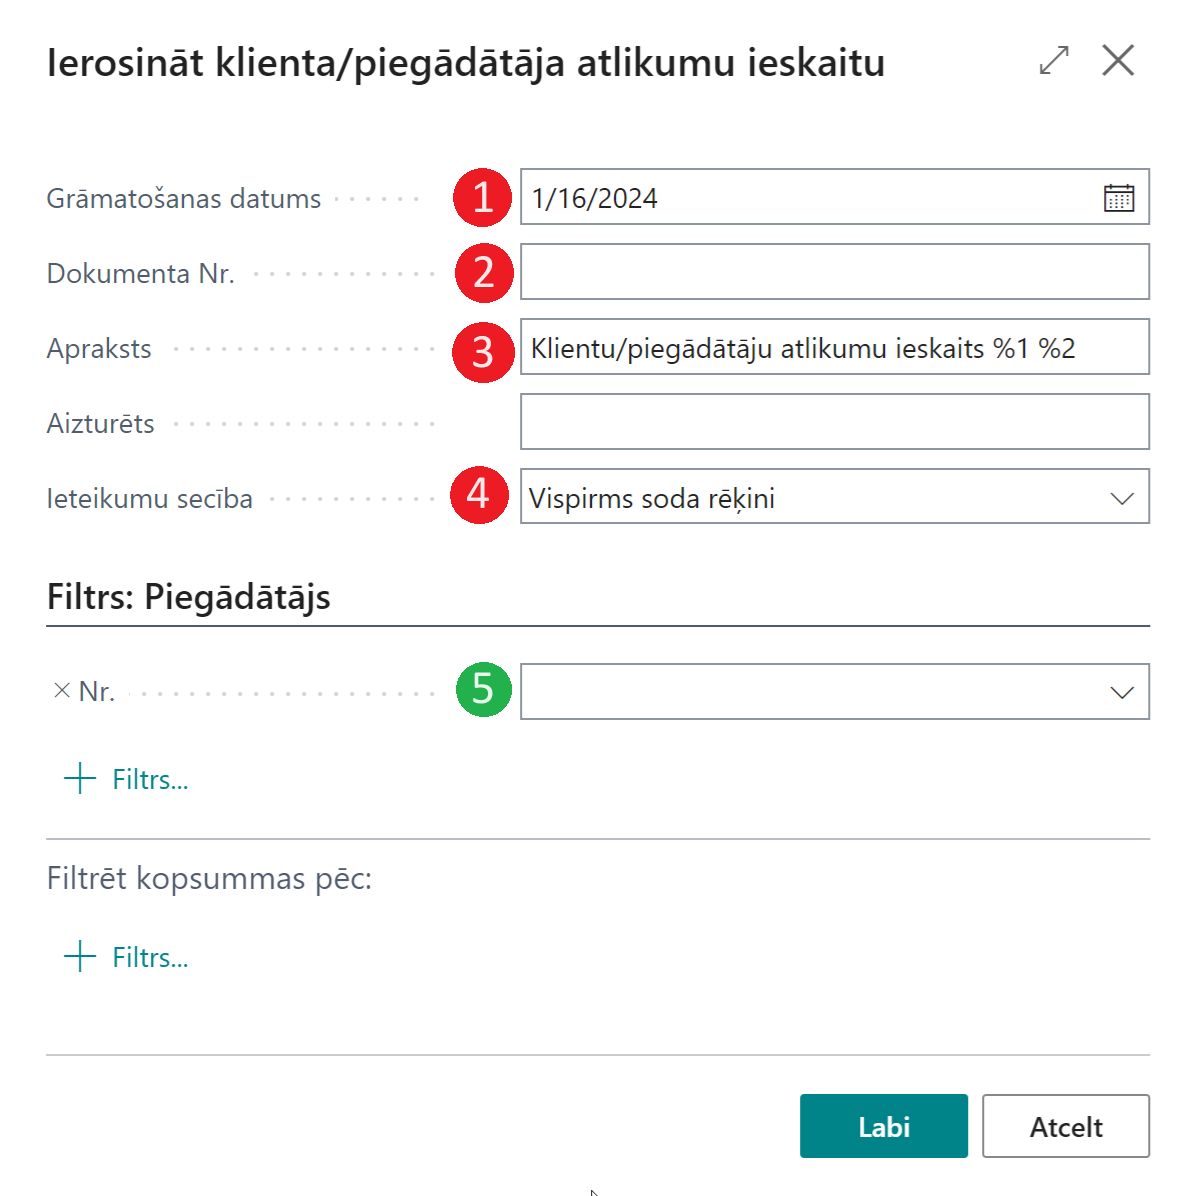 Ierosināt klienta/piegādātāja atlikumu ieskaitu
Grāmatošanas datums 1 1/16/2024
Dokumenta Nr. 2
Apraksts 3 Klientu/piegādātāju atlikumu ieskaits %1 %2
Aizturēts
Ieteikumu secība 4 Vispirms soda rēķini
Filtrs: Piegādātājs
Nr. 5
Filtrs...
Filtrēt kopsummas pēc:
Filtrs...
Labi Atcelt